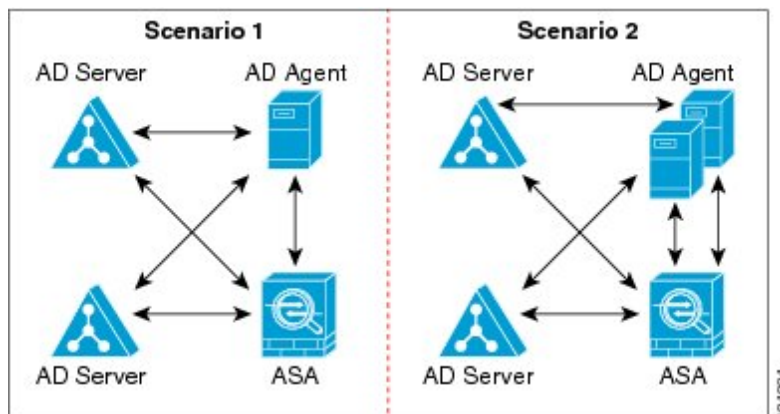 Scenario 1
AD Server
AD Agent
AD Server
ASA
Scenario 2
AD Server
AD Agent
AD Server
ASA